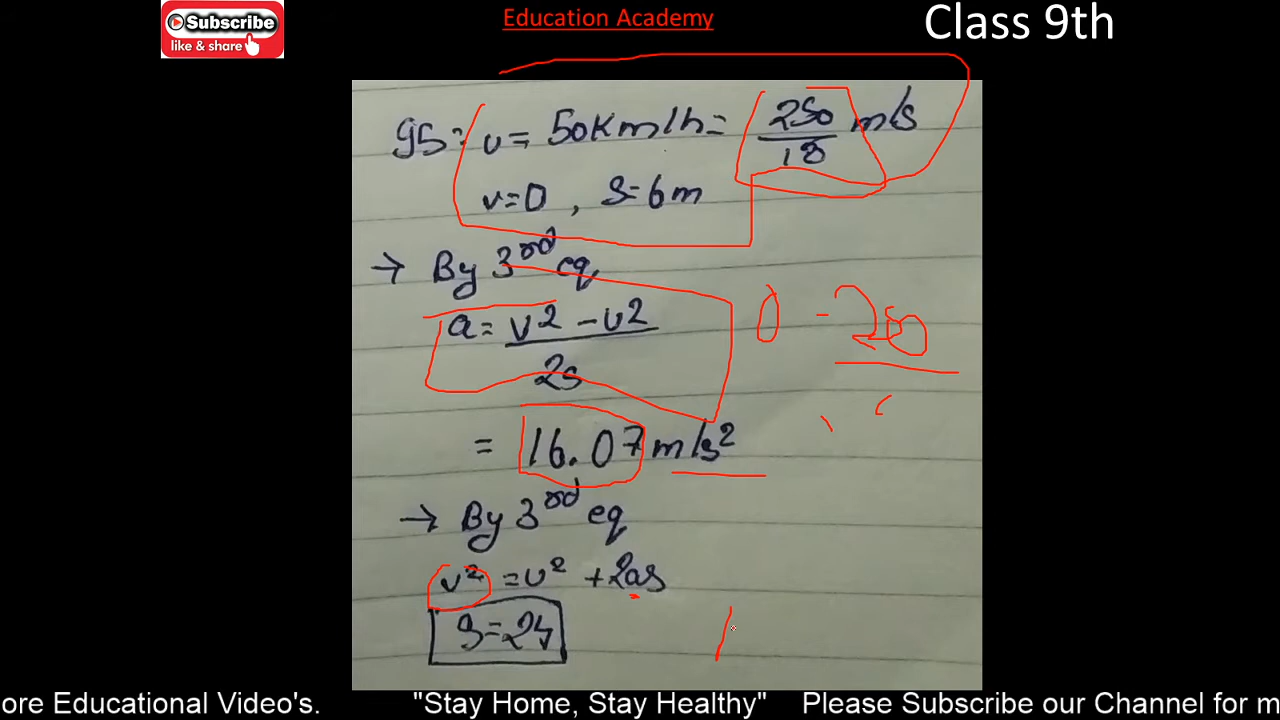 Subscribe
like & share
Education Academy
Class 9th
95: u = 50Km/h = 250/18 m/s
v=0 , S=6m
→ By 3rd eq,
a = v² - u² / 2s
0 - 250
= 16.07 m/s²
→ By 3rd eq
v² = u² + 2as
S=24
ore Educational Video's. "Stay Home, Stay Healthy" Please Subscribe our Channel for m